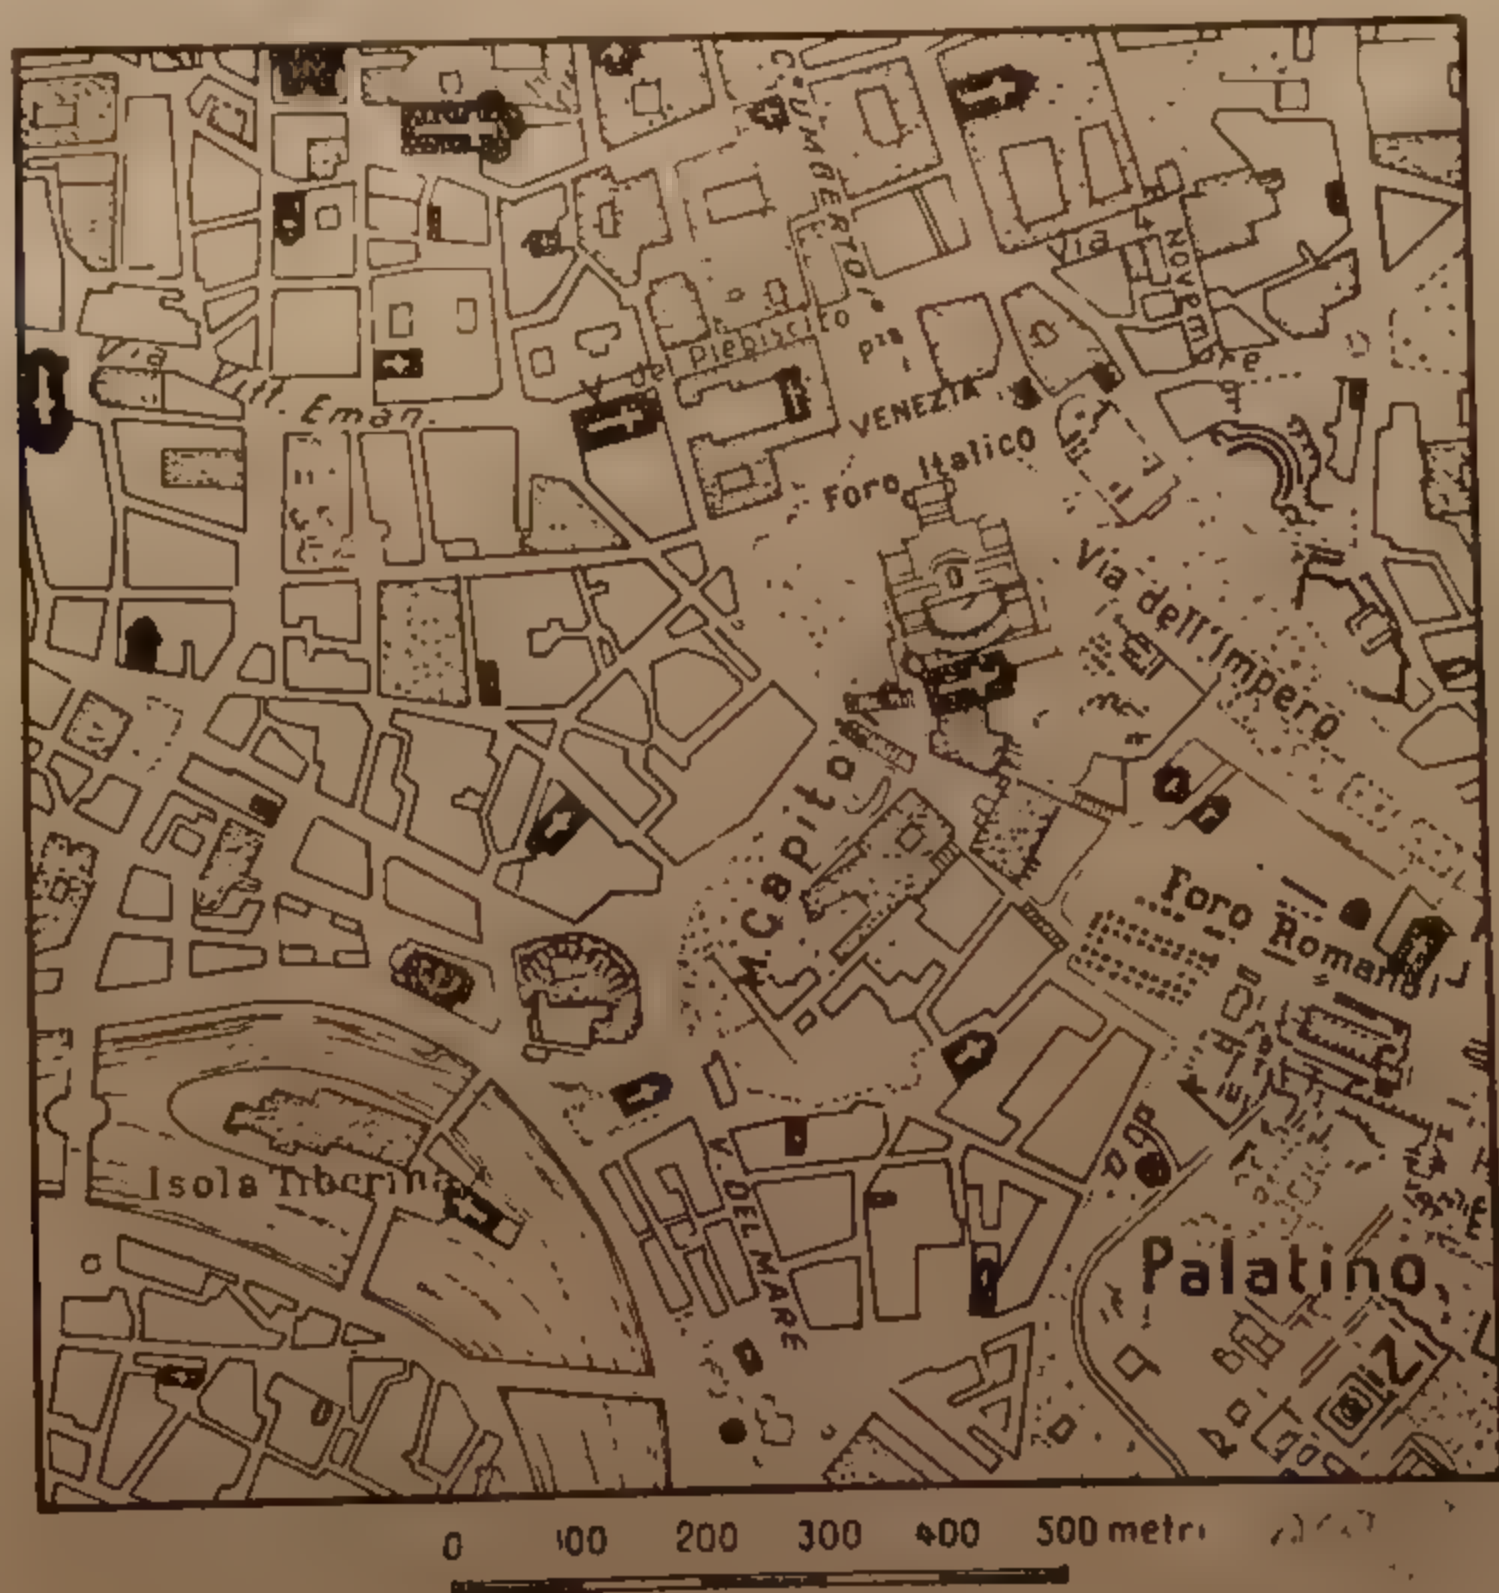 C. UMBERTO
Via 4 Novembre
Via
Vitt. Eman.
V. del Plebiscito
pza
VENEZIA
Foro Italico
Via dell'Impero
M. Capitol
Foro Romano
Isola Tiberina
V. DEL MARE
Palatino
0 100 200 300 400 500 metri